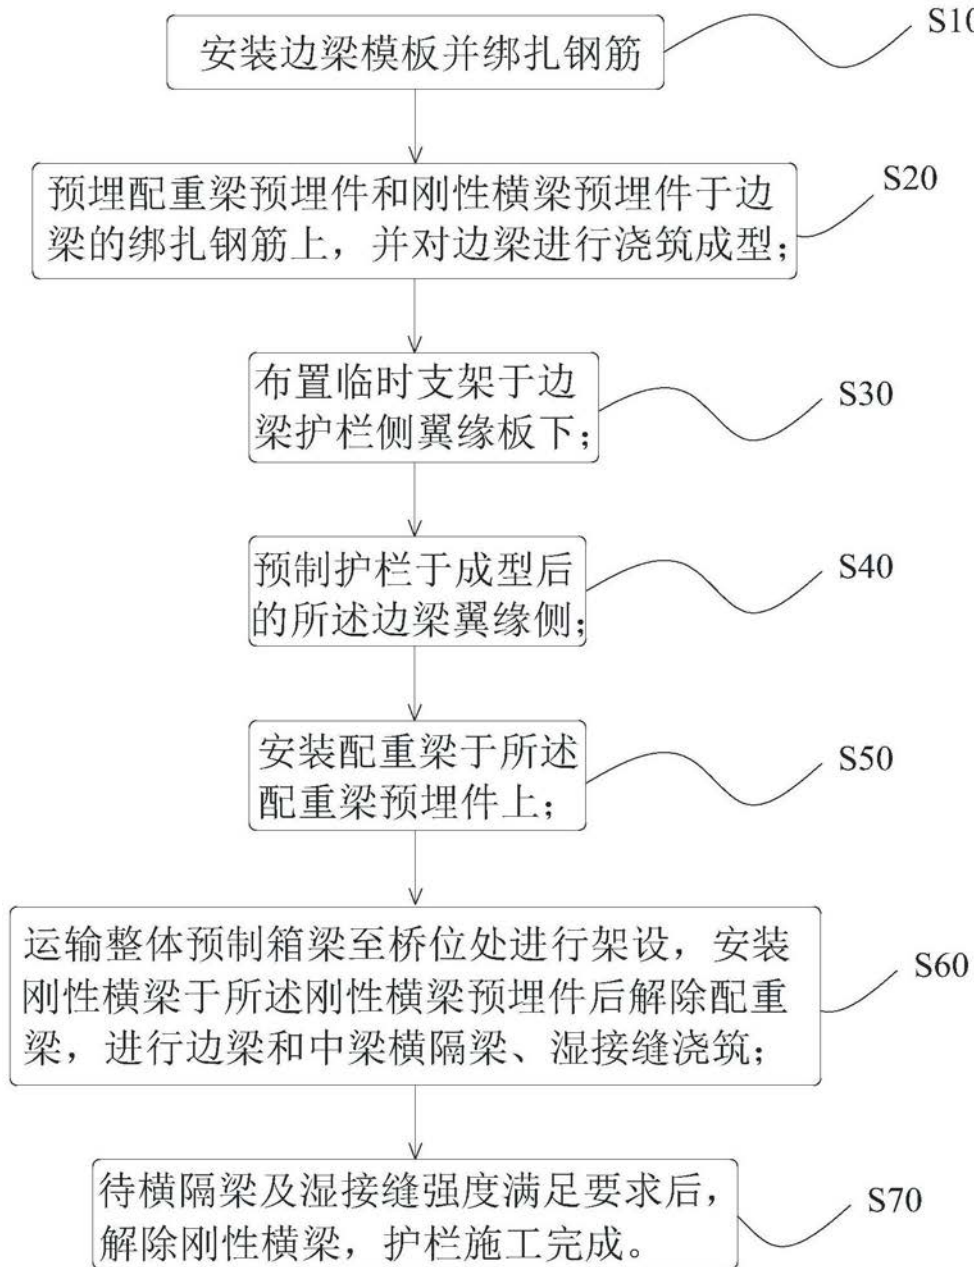 安装边梁模板并绑扎钢筋
S10
预埋配重梁预埋件和刚性横梁预埋件于边
梁的绑扎钢筋上，并对边梁进行浇筑成型；
S20
布置临时支架于边
梁护栏侧翼缘板下；
S30
预制护栏于成型后
的所述边梁翼缘侧；
S40
安装配重梁于所述
配重梁预埋件上；
S50
运输整体预制箱梁至桥位处进行架设，安装
刚性横梁于所述刚性横梁预埋件后解除配重
梁，进行边梁和中梁横隔梁、湿接缝浇筑；
S60
待横隔梁及湿接缝强度满足要求后，
解除刚性横梁，护栏施工完成。
S70